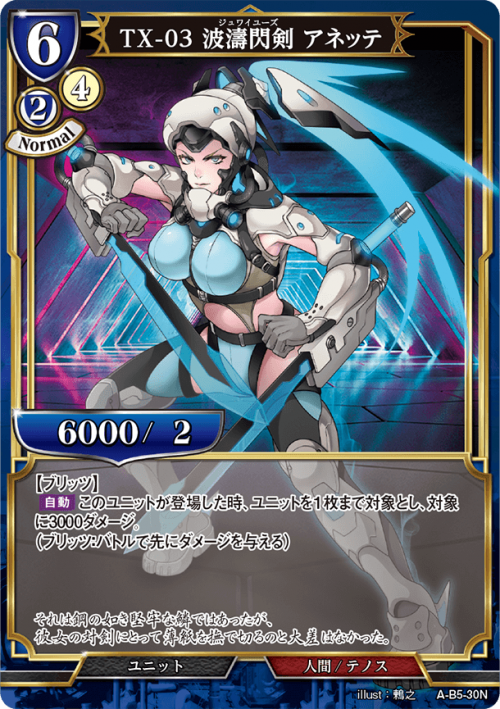 6
ジュワイユーズ
TX-03 波濤閃剣 アネッテ
2
4
Normal
6000/ 2
【ブリッツ】
自動 このユニットが登場した時、ユニットを1枚まで対象とし、対象
に3000ダメージ。
(ブリッツ:バトルで先にダメージを与える)
それは鋼の如き堅牢な鱗ではあったが、
彼女の対剣にとって薄紙を撫で切るのと大差はなかった。
ユニット
人間 / テノス
illust：鶫之
A-B5-30N